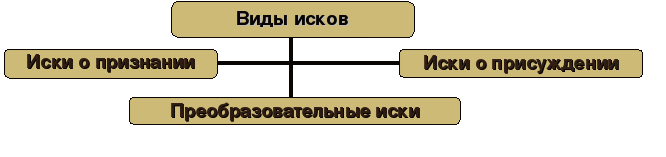 Виды исков
Иски о признании
Иски о присуждении
Преобразовательные иски